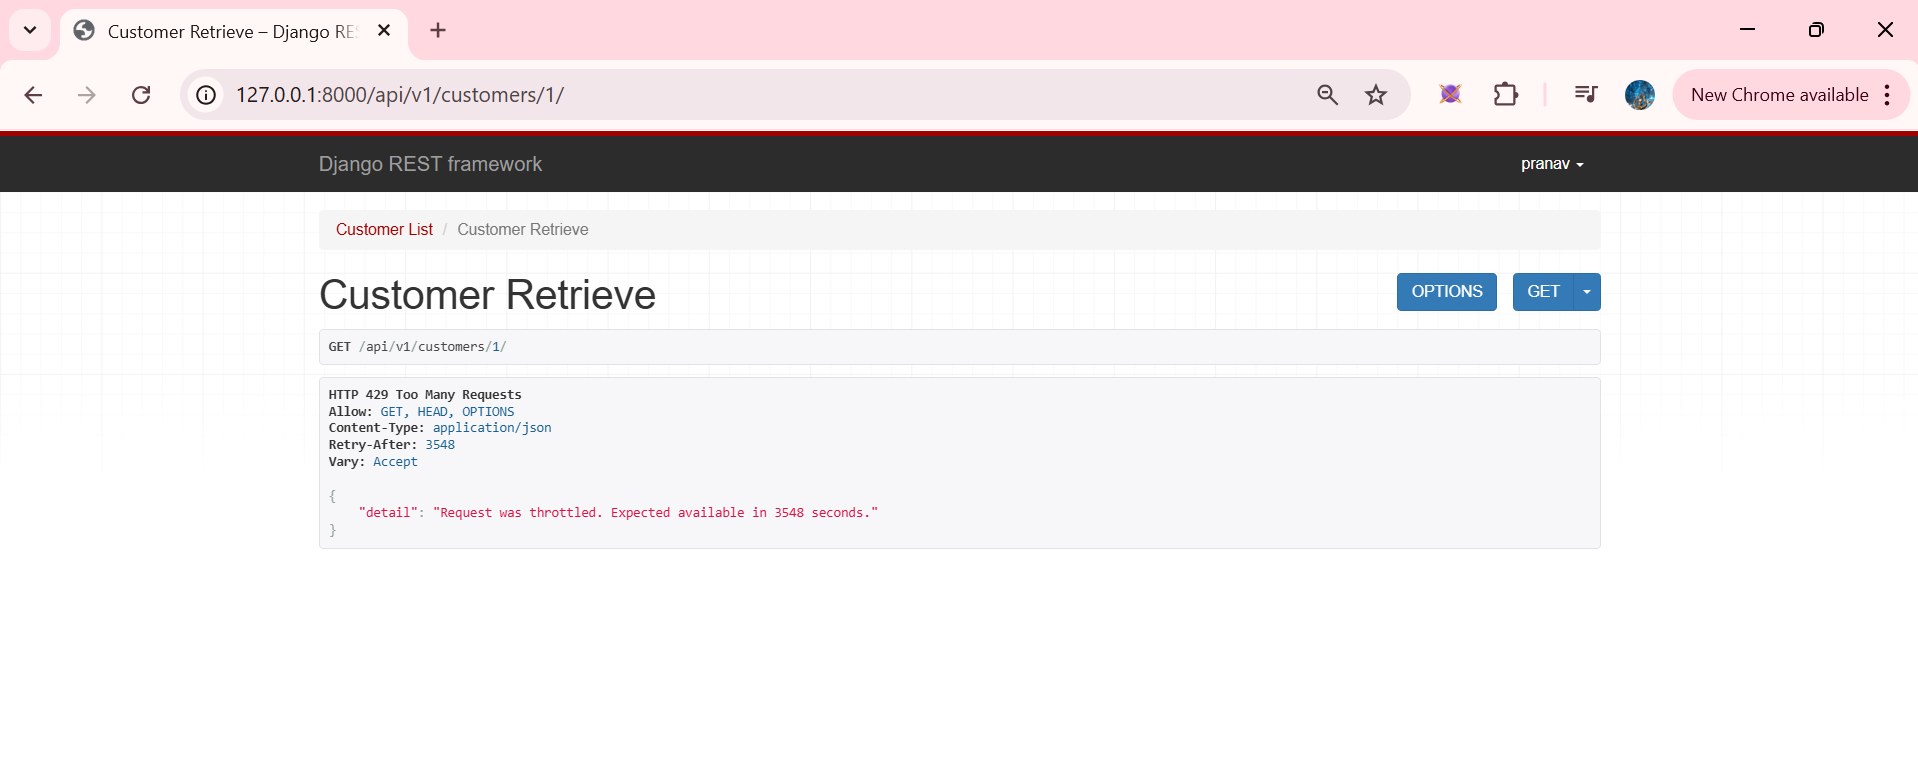 Customer Retrieve – Django RE
127.0.0.1:8000/api/v1/customers/1/
New Chrome available
Django REST framework
pranav
Customer List / Customer Retrieve
Customer Retrieve
OPTIONS
GET
GET /api/v1/customers/1/
HTTP 429 Too Many Requests
Allow: GET, HEAD, OPTIONS
Content-Type: application/json
Retry-After: 3548
Vary: Accept
{
"detail": "Request was throttled. Expected available in 3548 seconds."
}